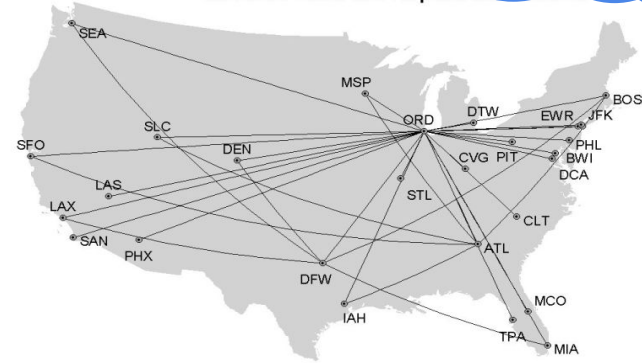 SEA
MSP
BOS
ORD
DTW
EWR
JFK
SLC
SFO
DEN
CVG
PIT
PHL
BWI
DCA
LAS
STL
LAX
CLT
SAN
PHX
ATL
DFW
IAH
MCO
TPA
MIA